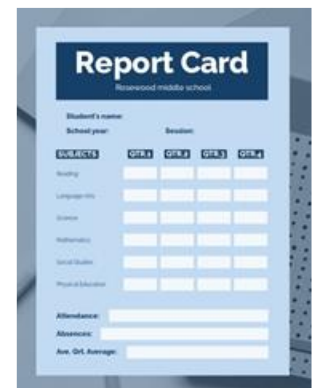 Report Card
Rosewood middle school
Student's name:
School year: Session:
SUBJECTS QTR.1 QTR.2 QTR.3 QTR.4
Reading
Language Arts
Science
Mathematics
Social Studies
Physical Education
Attendance:
Absences:
Ave. Qrt. Average: